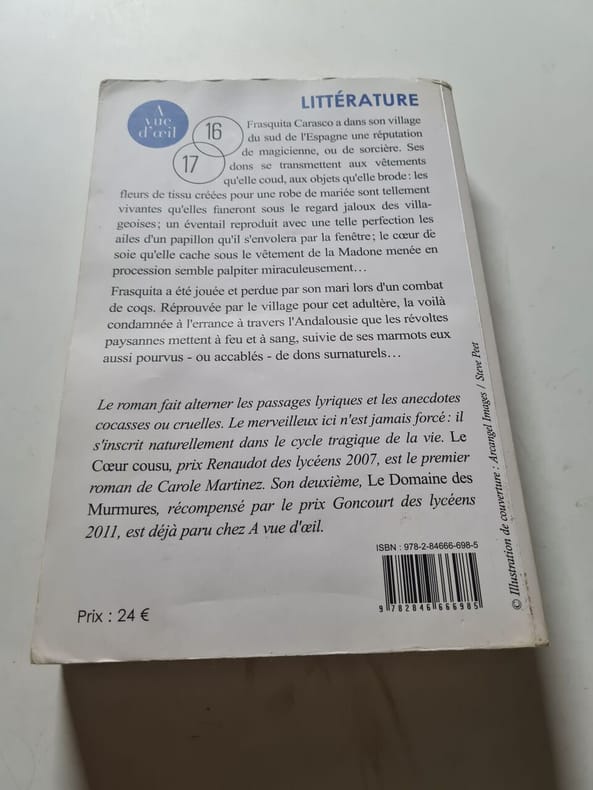 A
vue
d'œil
16
17
LITTÉRATURE
Frasquita Carasco a dans son village
du sud de l'Espagne une réputation
de magicienne, ou de sorcière. Ses
dons se transmettent aux vêtements
qu'elle coud, aux objets qu'elle brode : les
fleurs de tissu créées pour une robe de mariée sont tellement
vivantes qu'elles faneront sous le regard jaloux des villa-
geoises ; un éventail reproduit avec une telle perfection les
ailes d'un papillon qu'il s'envolera par la fenêtre ; le cœur de
soie qu'elle cache sous le vêtement de la Madone menée en
procession semble palpiter miraculeusement…
Frasquita a été jouée et perdue par son mari lors d'un combat
de coqs. Réprouvée par le village pour cet adultère, la voilà
condamnée à l'errance à travers l'Andalousie que les révoltes
paysannes mettent à feu et à sang, suivie de ses marmots eux
aussi pourvus - ou accablés - de dons surnaturels…
Le roman fait alterner les passages lyriques et les anecdotes
cocasses ou cruelles. Le merveilleux ici n'est jamais forcé : il
s'inscrit naturellement dans le cycle tragique de la vie. Le
Cœur cousu, prix Renaudot des lycéens 2007, est le premier
roman de Carole Martinez. Son deuxième, Le Domaine des
Murmures, récompensé par le prix Goncourt des lycéens
2011, est déjà paru chez A vue d'œil.
© Illustration de couverture : Arcangel Images / Steve Peet
ISBN : 978-2-84666-698-5
9 782846 666985
Prix : 24 €